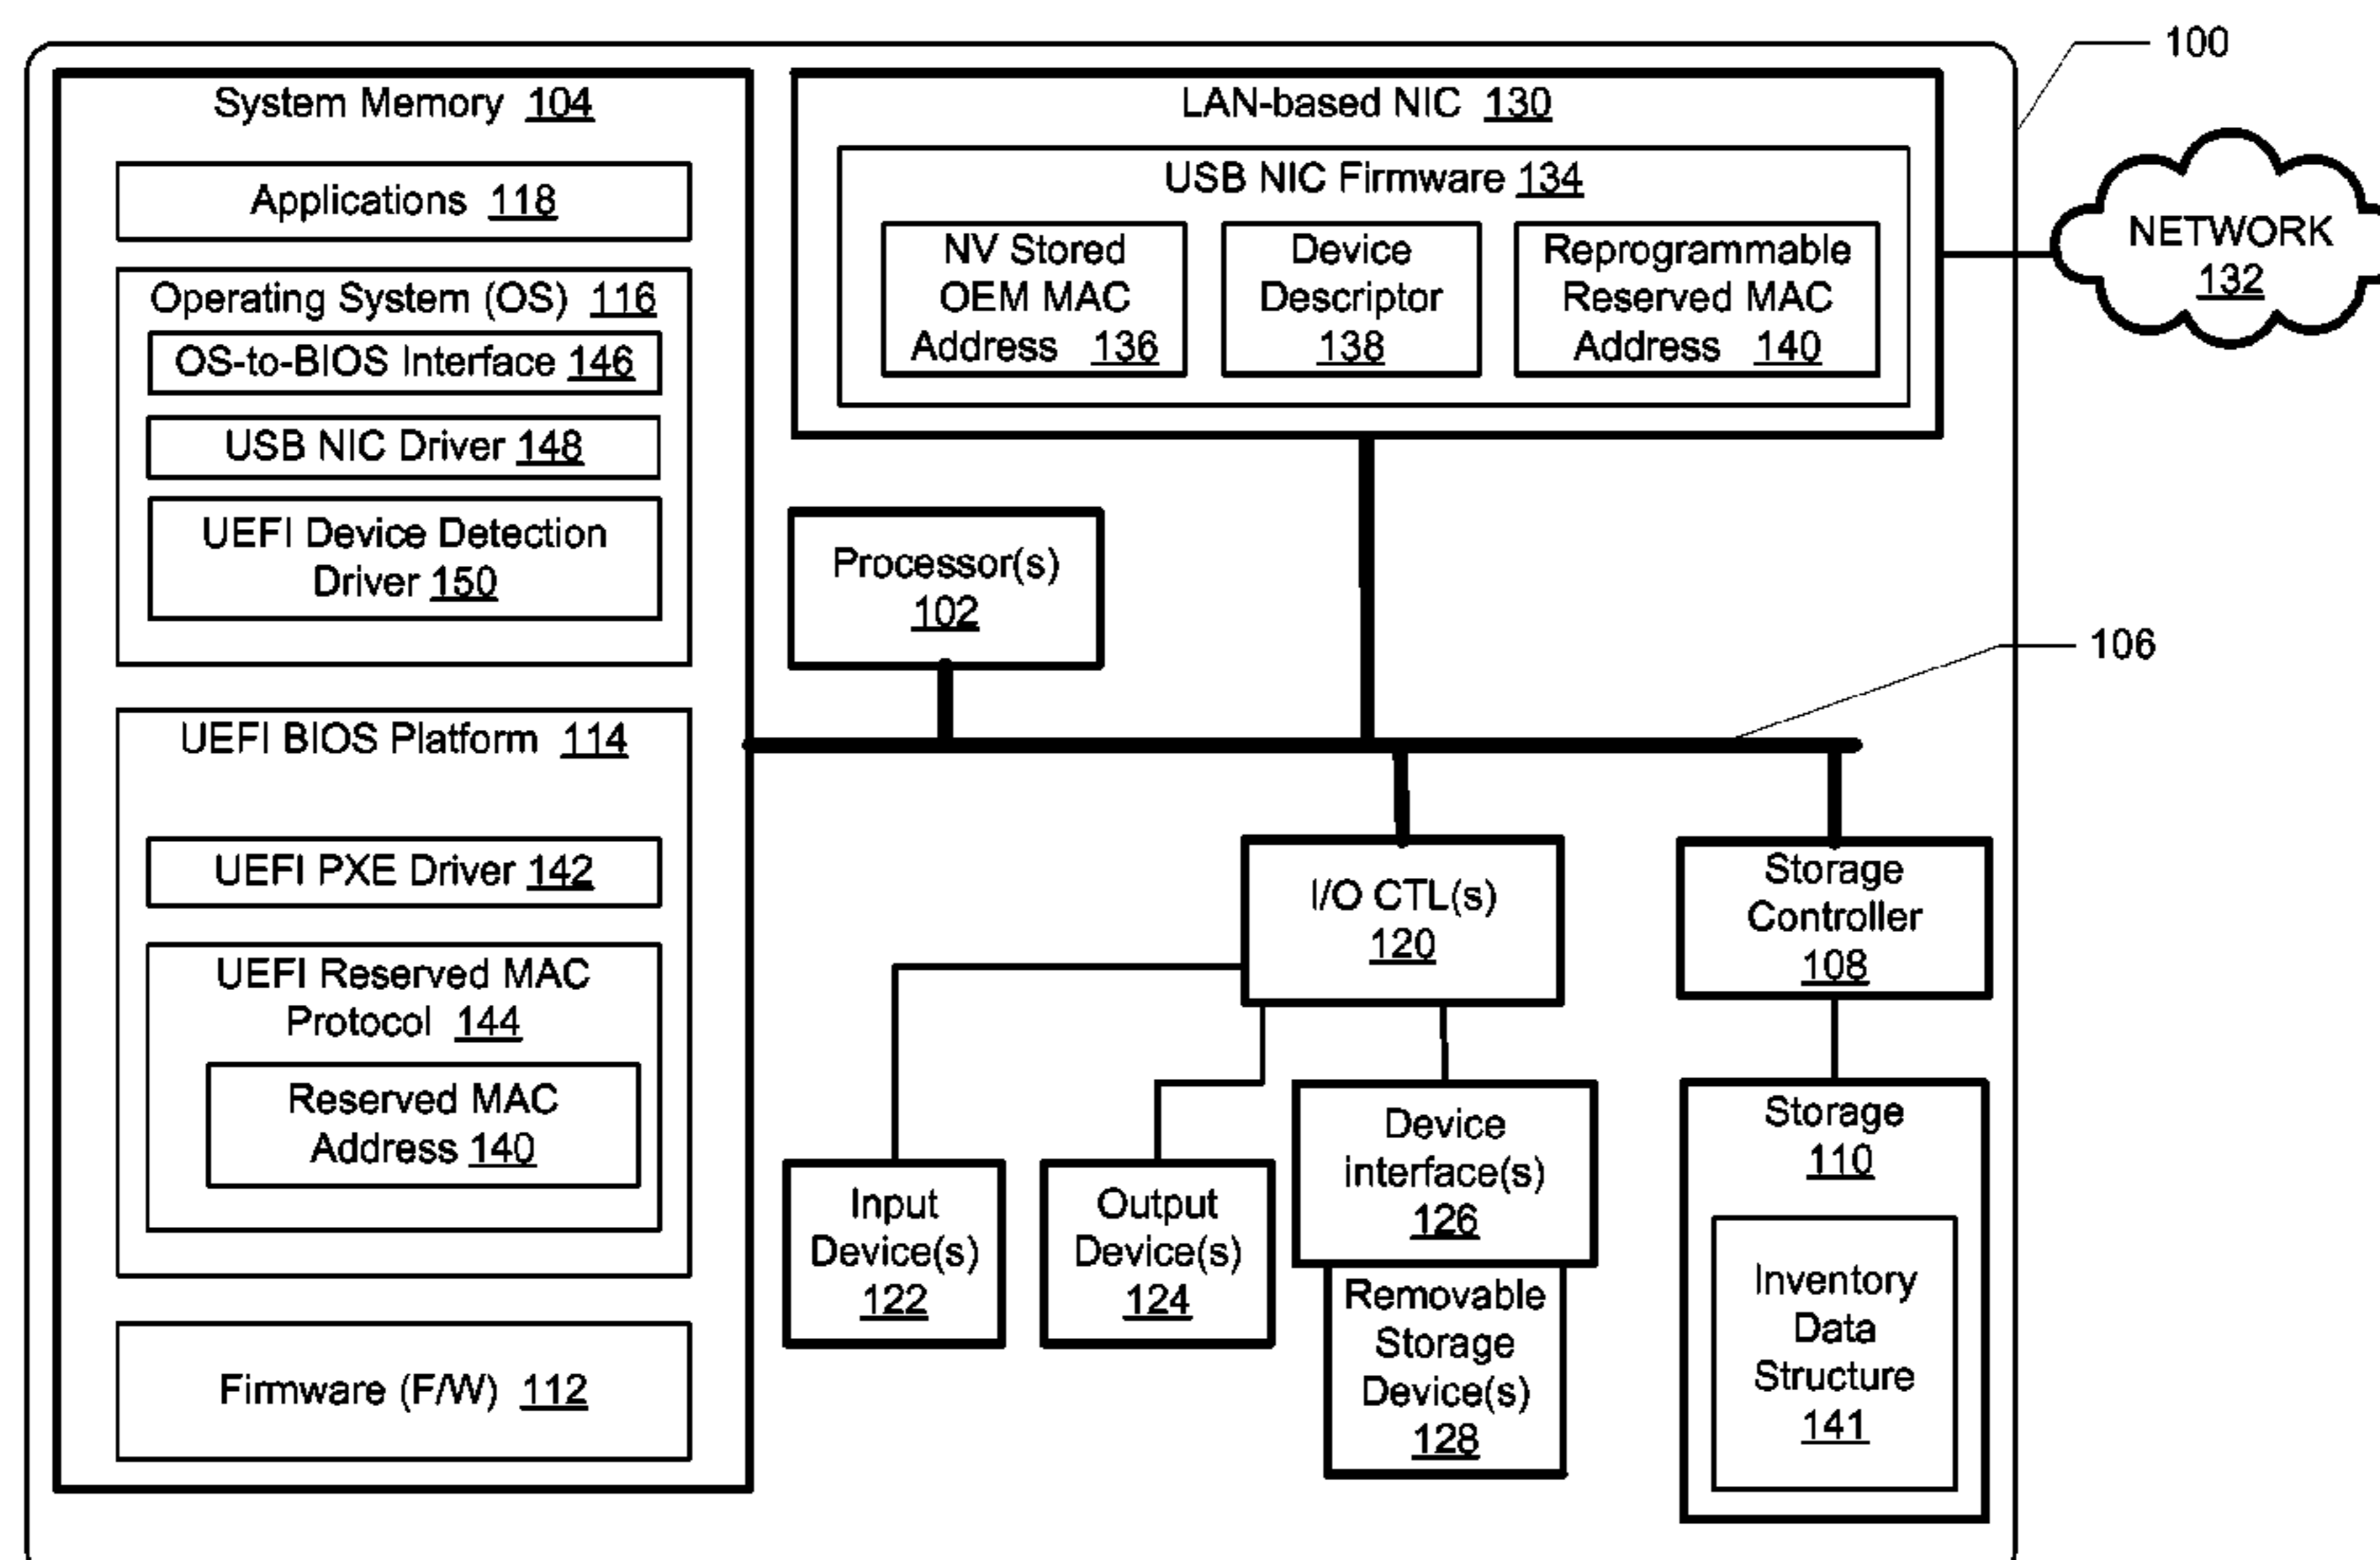 100
System Memory 104
Applications 118
Operating System (OS) 116
OS-to-BIOS Interface 146
USB NIC Driver 148
UEFI Device Detection
Driver 150
UEFI BIOS Platform 114
UEFI PXE Driver 142
UEFI Reserved MAC
Protocol 144
Reserved MAC
Address 140
Firmware (F/W) 112
LAN-based NIC 130
USB NIC Firmware 134
NV Stored
OEM MAC
Address 136
Device
Descriptor
138
Reprogrammable
Reserved MAC
Address 140
NETWORK
132
Processor(s)
102
106
I/O CTL(s)
120
Storage
Controller
108
Input
Device(s)
122
Output
Device(s)
124
Device
interface(s)
126
Removable
Storage
Device(s)
128
Storage
110
Inventory
Data
Structure
141